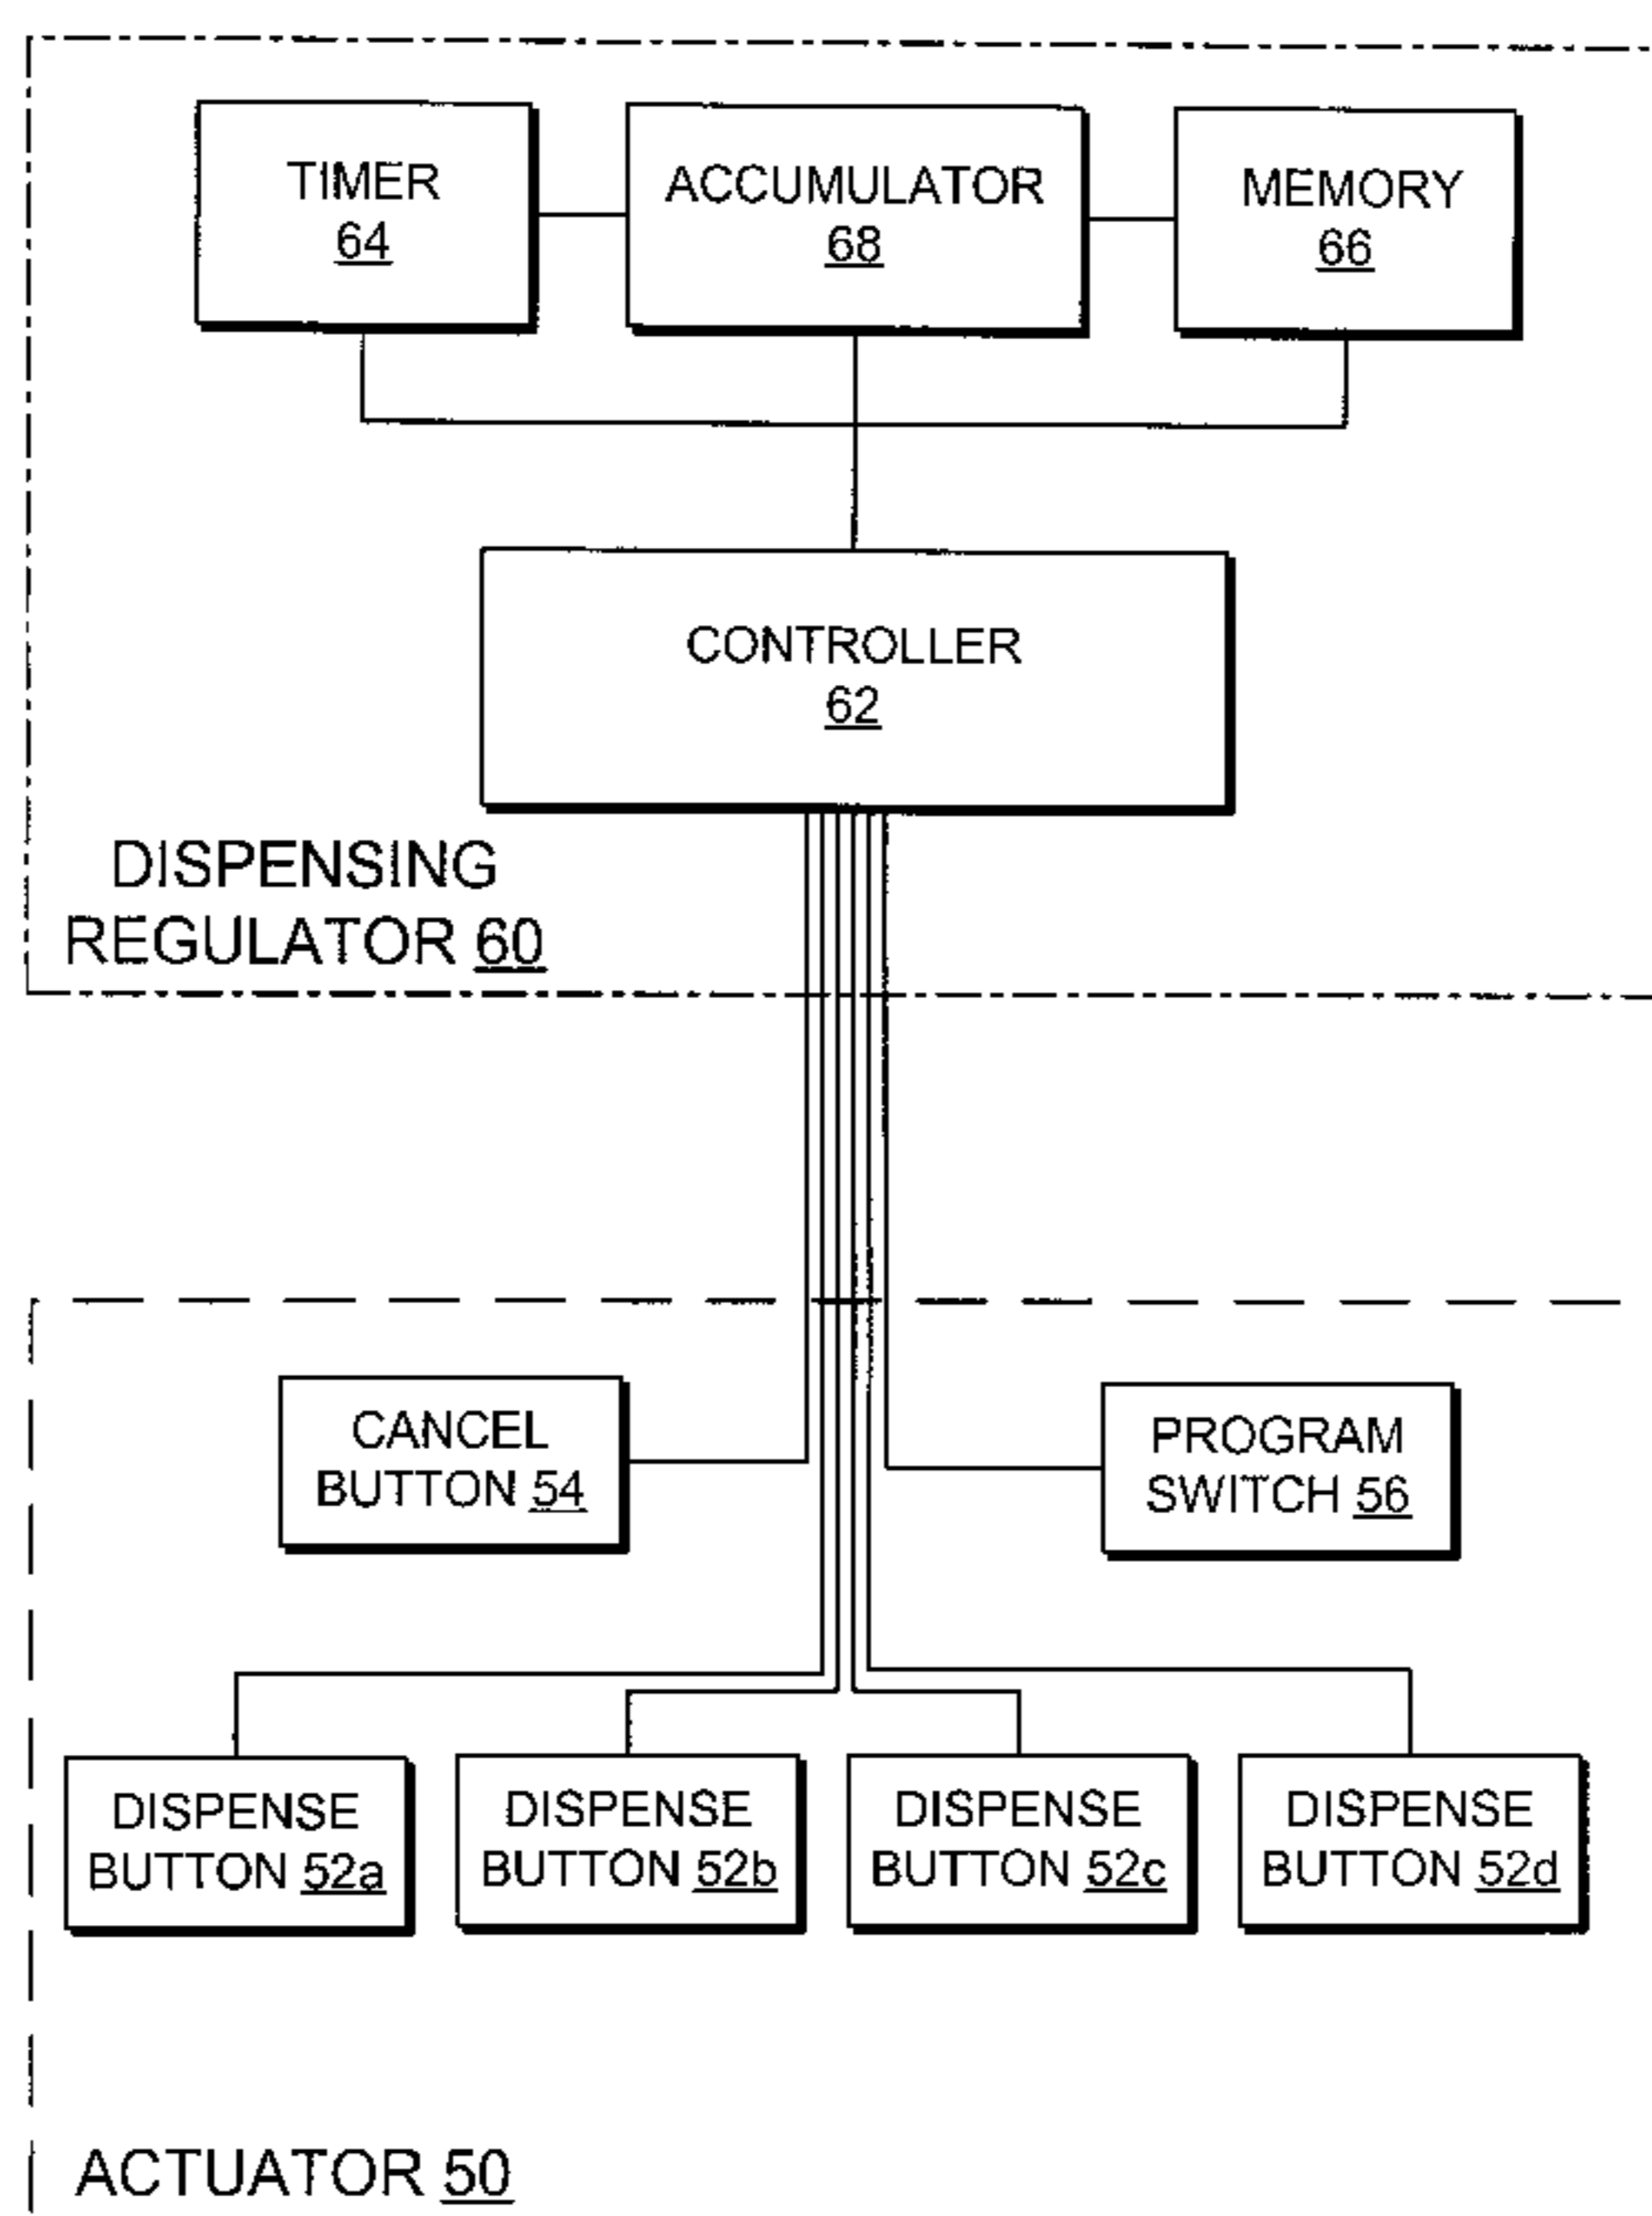 TIMER
64
ACCUMULATOR
68
MEMORY
66
CONTROLLER
62
DISPENSING
REGULATOR 60
CANCEL
BUTTON 54
PROGRAM
SWITCH 56
DISPENSE
BUTTON 52a
DISPENSE
BUTTON 52b
DISPENSE
BUTTON 52c
DISPENSE
BUTTON 52d
ACTUATOR 50